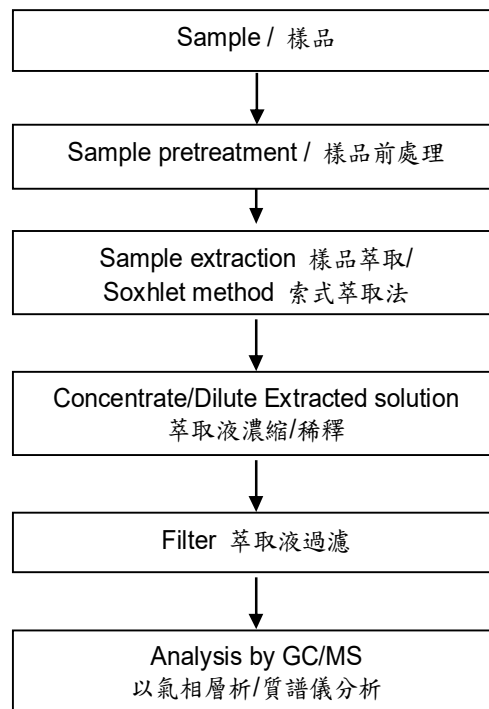 Sample / 樣品
Sample pretreatment / 樣品前處理
Sample extraction 樣品萃取/
Soxhlet method 索式萃取法
Concentrate/Dilute Extracted solution
萃取液濃縮/稀釋
Filter 萃取液過濾
Analysis by GC/MS
以氣相層析/質譜儀分析